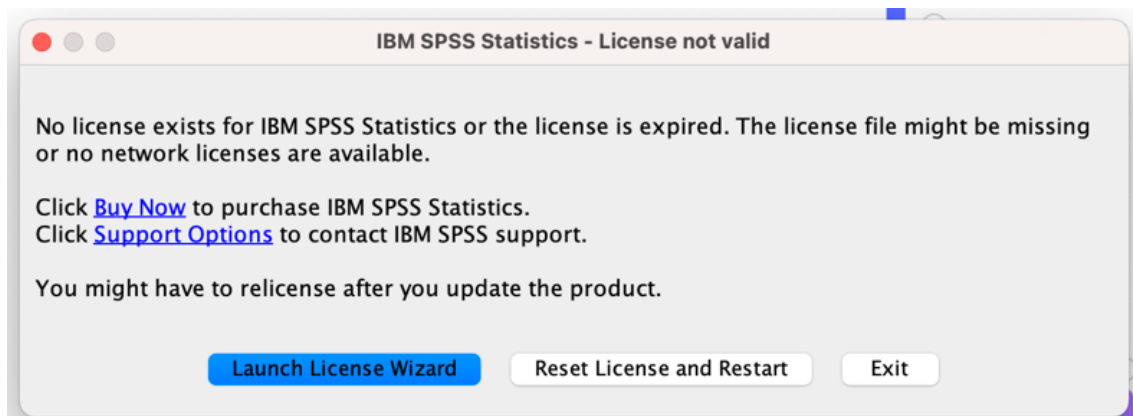 IBM SPSS Statistics - License not valid
No license exists for IBM SPSS Statistics or the license is expired. The license file might be missing
or no network licenses are available.
Click Buy Now to purchase IBM SPSS Statistics.
Click Support Options to contact IBM SPSS support.
You might have to relicense after you update the product.
Launch License Wizard
Reset License and Restart
Exit